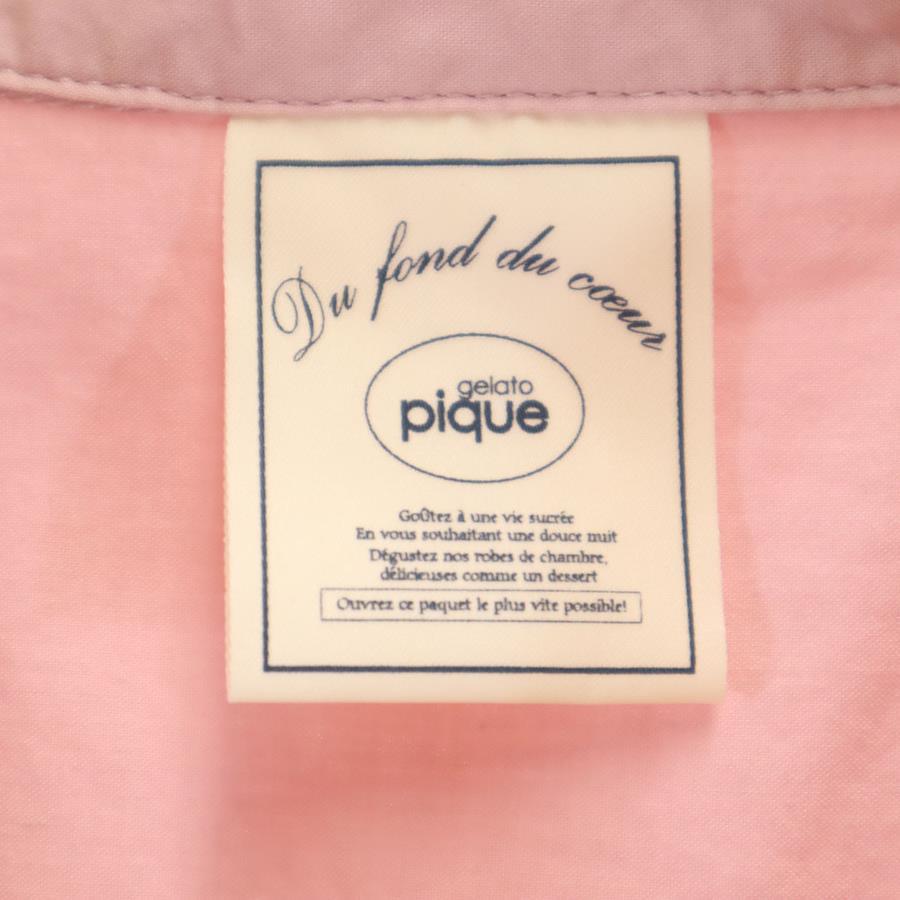 Du fond du cœur
gelato
pique
Goûtez à une vie sucrée
En vous souhaitant une douce nuit
Dégustez nos robes de chambre,
délicieuses comme un dessert
Ouvrez ce paquet le plus vite possible!